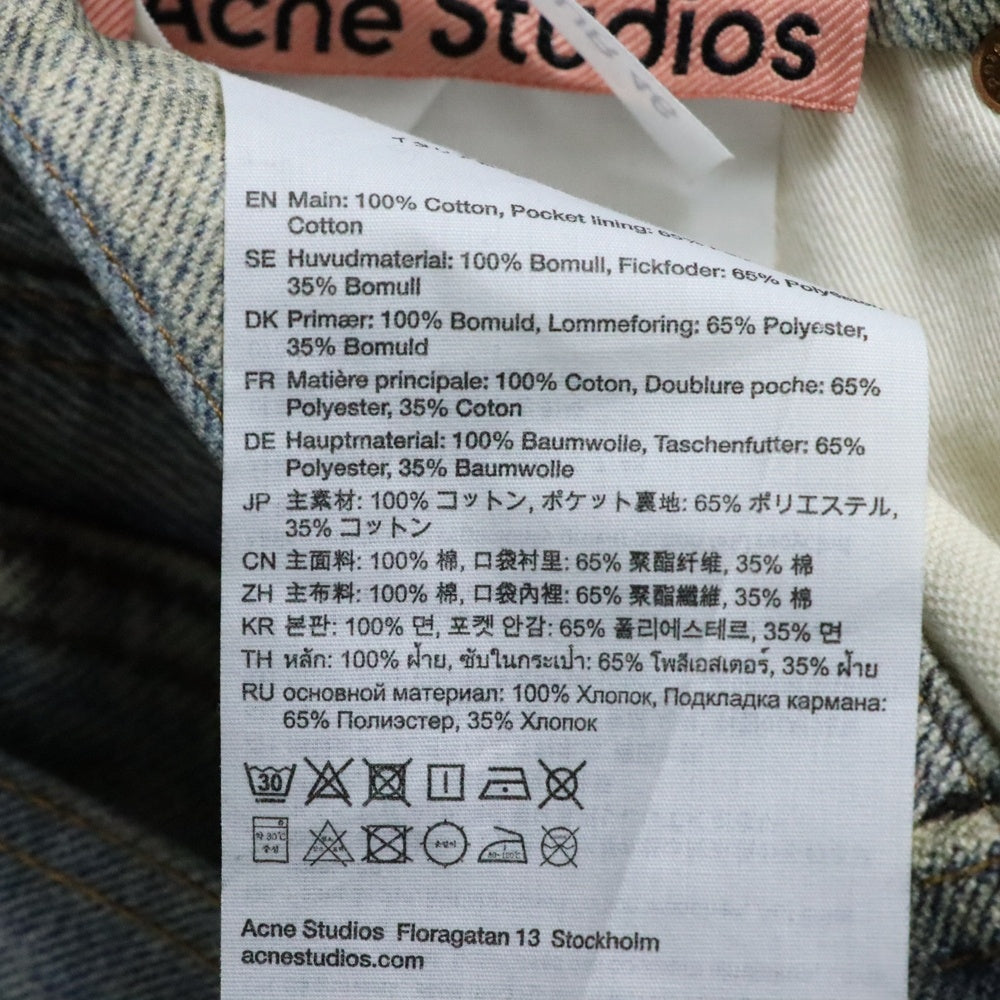 Acne Studios
EN Main: 100% Cotton, Pocket lining: 65%
Cotton
SE Huvudmaterial: 100% Bomull, Fickfoder: 65% Polyester,
35% Bomull
DK Primær: 100% Bomuld, Lommeforing: 65% Polyester,
35% Bomuld
FR Matière principale: 100% Coton, Doublure poche: 65%
Polyester, 35% Coton
DE Hauptmaterial: 100% Baumwolle, Taschenfutter: 65%
Polyester, 35% Baumwolle
JP 主素材: 100% コットン, ポケット裏地: 65% ポリエステル,
35% コットン
CN 主面料: 100% 棉, 口袋衬里: 65% 聚酯纤维, 35% 棉
ZH 主布料: 100% 棉, 口袋內裡: 65% 聚酯纖維, 35% 棉
KR 본판: 100% 면, 포켓 안감: 65% 폴리에스테르, 35% 면
TH หลัก: 100% ฝ้าย, ซับในกระเป๋า: 65% โพลีเอสเตอร์, 35% ฝ้าย
RU основной материал: 100% Хлопок, Подкладка кармана:
65% Полиэстер, 35% Хлопок
30
약 30℃
중성
80-100℃
Acne Studios Floragatan 13 Stockholm
acnestudios.com